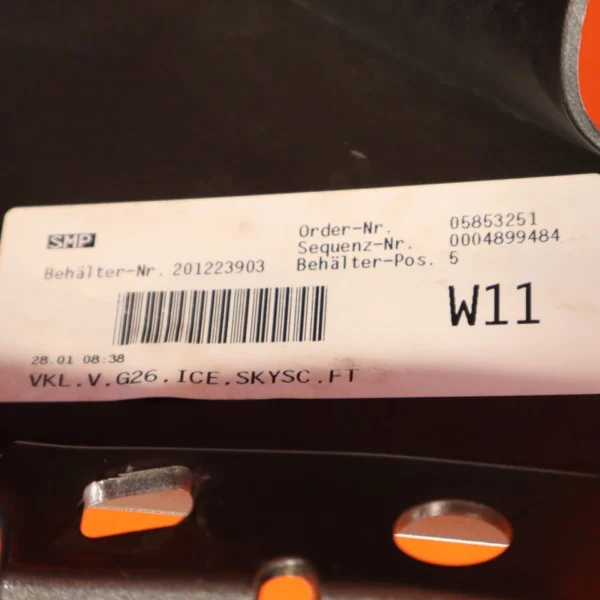 SMP
Order-Nr. 05853251
Sequenz-Nr. 0004899484
Behälter-Nr. 201223903 Behälter-Pos. 5
W11
28.01 08:38
VKL.V.G26.ICE.SKYSC.FT